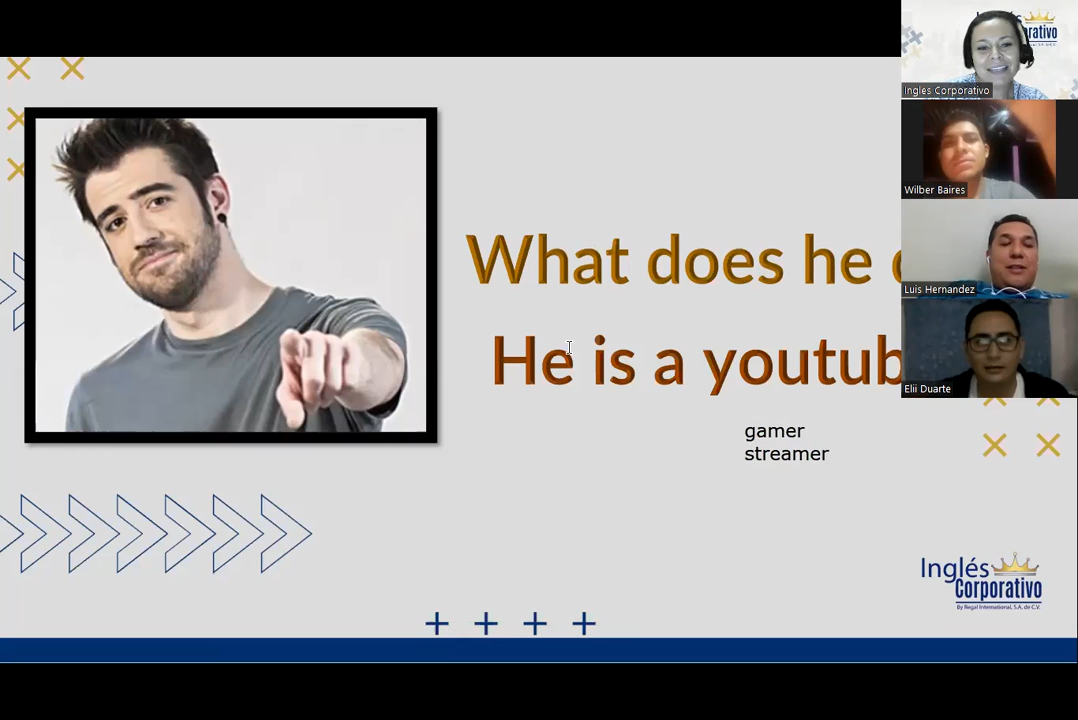 What does he
He is a youtub
gamer
streamer
Inglés
Corporativo
By Regal International, S.A. de C.V.
Corporativo
Ingles Corporativo
Wilber Baires
Luis Hernandez
Elii Duarte